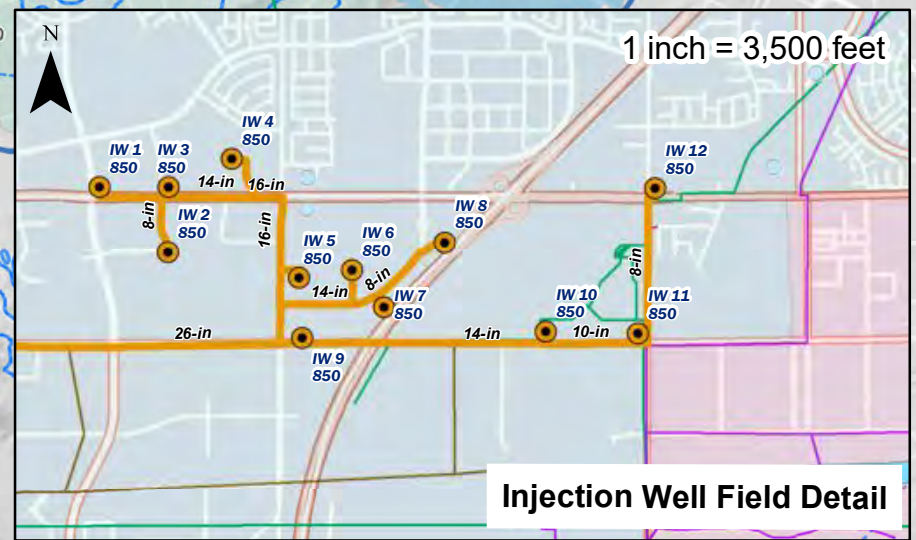 N
1 inch = 3,500 feet
IW 4
850
IW 1
850
IW 3
850
14-in
16-in
IW 12
850
8-in
IW 2
850
16-in
IW 8
850
IW 5
850
IW 6
850
8-in
8-in
14-in
IW 7
850
IW 10
850
IW 11
850
26-in
IW 9
850
14-in
10-in
Injection Well Field Detail